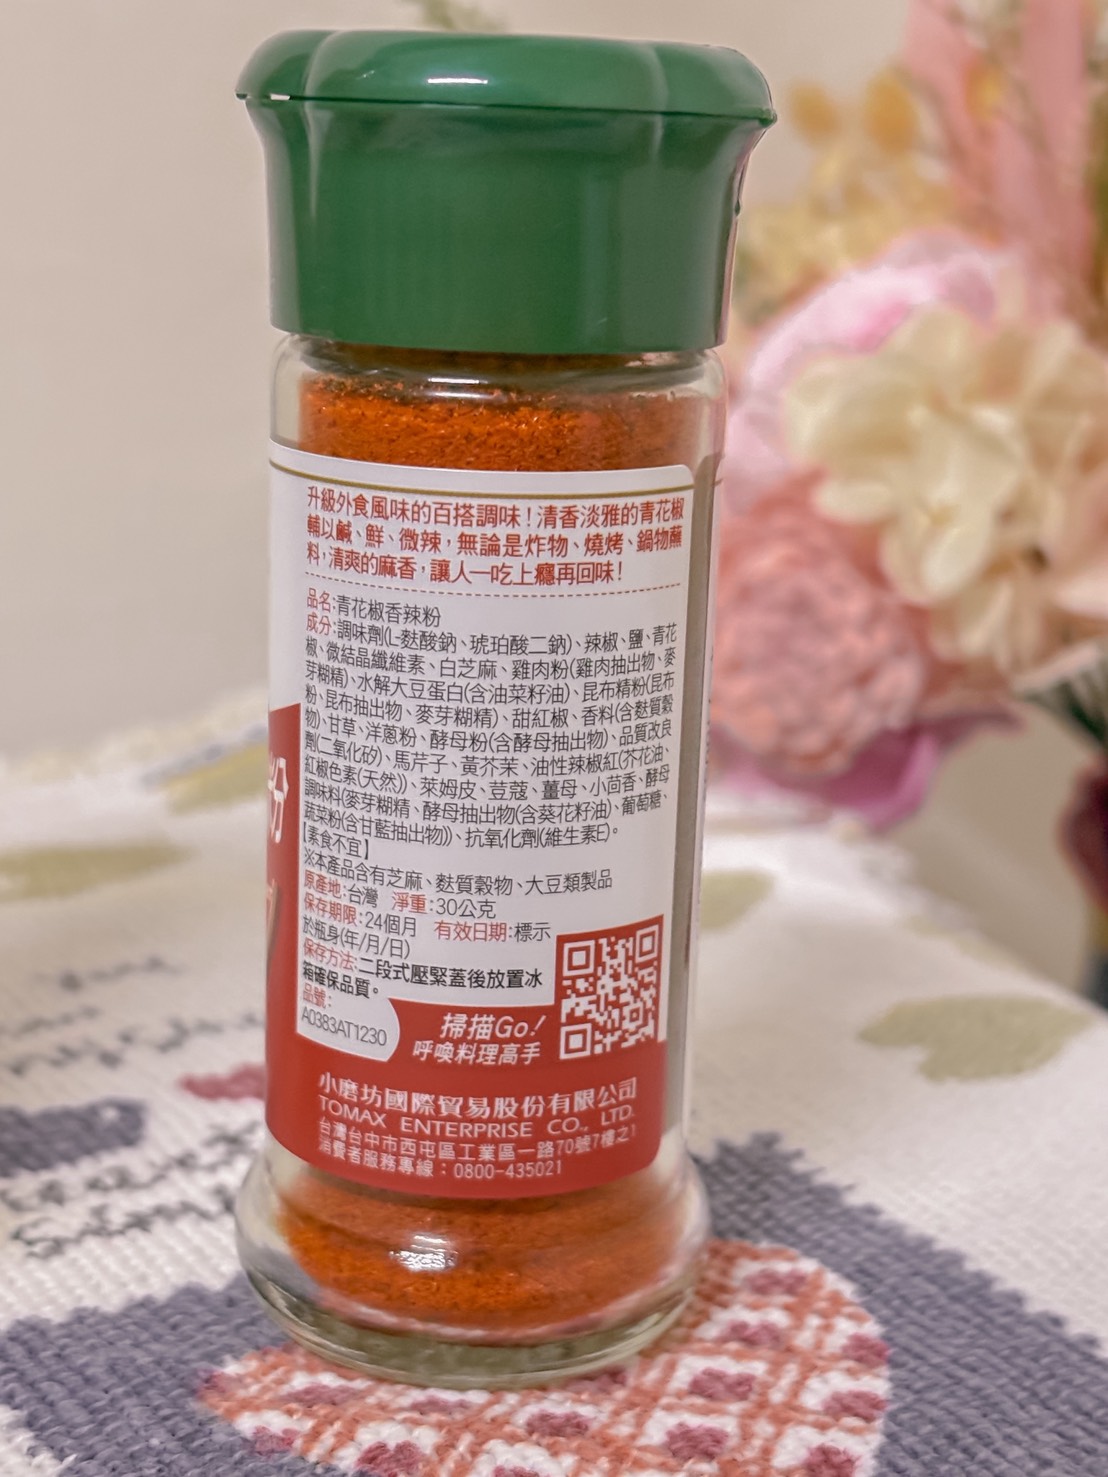 升級外食風味的百搭調味！清香淡雅的青花椒
輔以鹹、鮮、微辣，無論是炸物、燒烤、鍋物蘸
料，清爽的麻香，讓人一吃上癮再回味！
品名：青花椒香辣粉
成分：調味劑(L-麩酸鈉、琥珀酸二鈉)、辣椒、鹽、青花
椒、微結晶纖維素、白芝麻、雞肉粉(雞肉抽出物、麥
芽糊精)、水解大豆蛋白(含油菜籽油)、昆布精粉(昆布
粉、昆布抽出物、麥芽糊精)、甜紅椒、香料(含麩質穀
物)、甘草、洋蔥粉、酵母粉(含酵母抽出物)、品質改良
劑(二氧化矽)、馬芹子、黃芥茉、油性辣椒紅(芥花油、
紅椒色素(天然))、萊姆皮、荳蔻、薑母、小茴香、酵母
調味料(麥芽糊精、酵母抽出物(含葵花籽油)、葡萄糖、
蔬菜粉(含甘藍抽出物))、抗氧化劑(維生素E)。
【素食不宜】
※本產品含有芝麻、麩質穀物、大豆類製品
原產地：台灣 淨重：30公克
保存期限：24個月 有效日期：標示
於瓶身(年/月/日)
保存方法：二段式壓緊蓋後放置冰
箱確保品質。
品號：
A0383AT1230
掃描Go!
呼喚料理高手
粉
小磨坊國際貿易股份有限公司
TOMAX ENTERPRISE CO., LTD.
台灣台中市西屯區工業區一路70號7樓之1
消費者服務專線：0800-435021